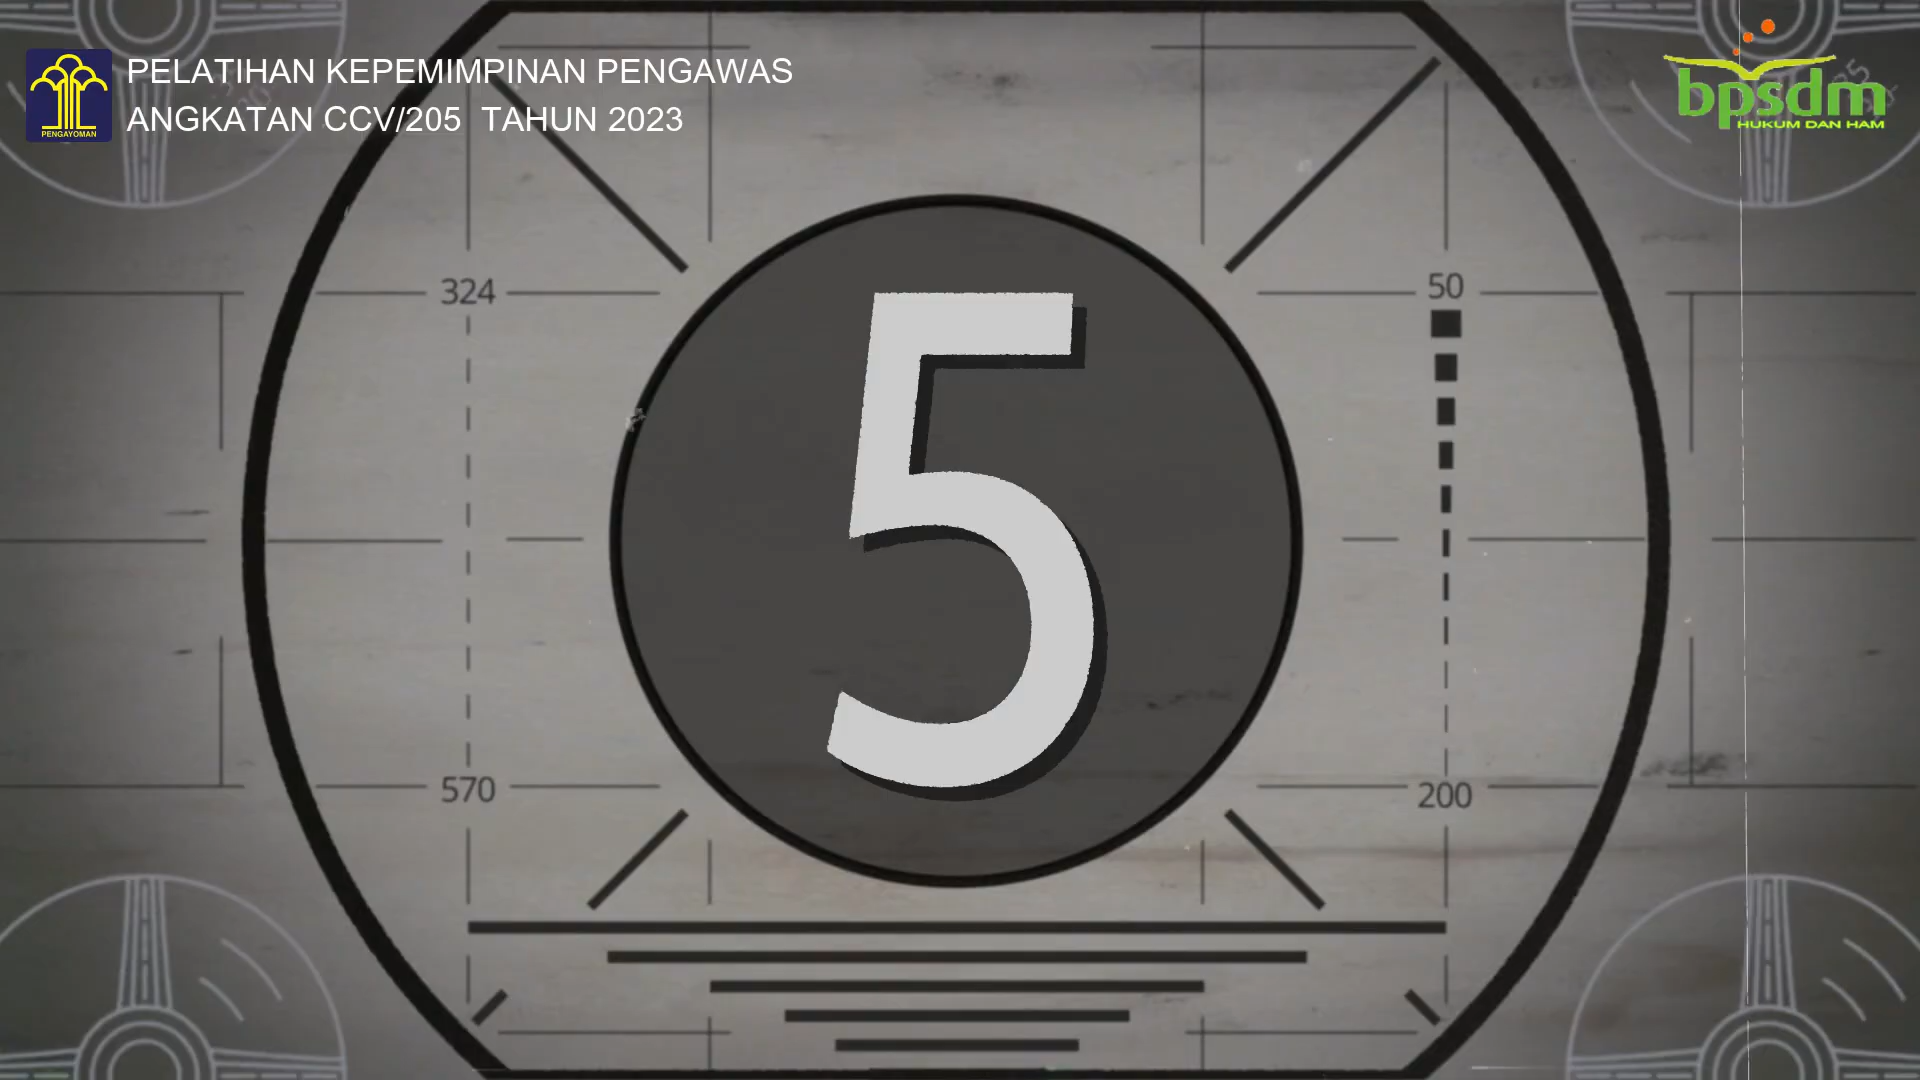 PELATIHAN KEPEMIMPINAN PENGAWAS
ANGKATAN CCV/205 TAHUN 2023
PENGAYOMAN
bpsdm
HUKUM DAN HAM
324
50
5
570
200